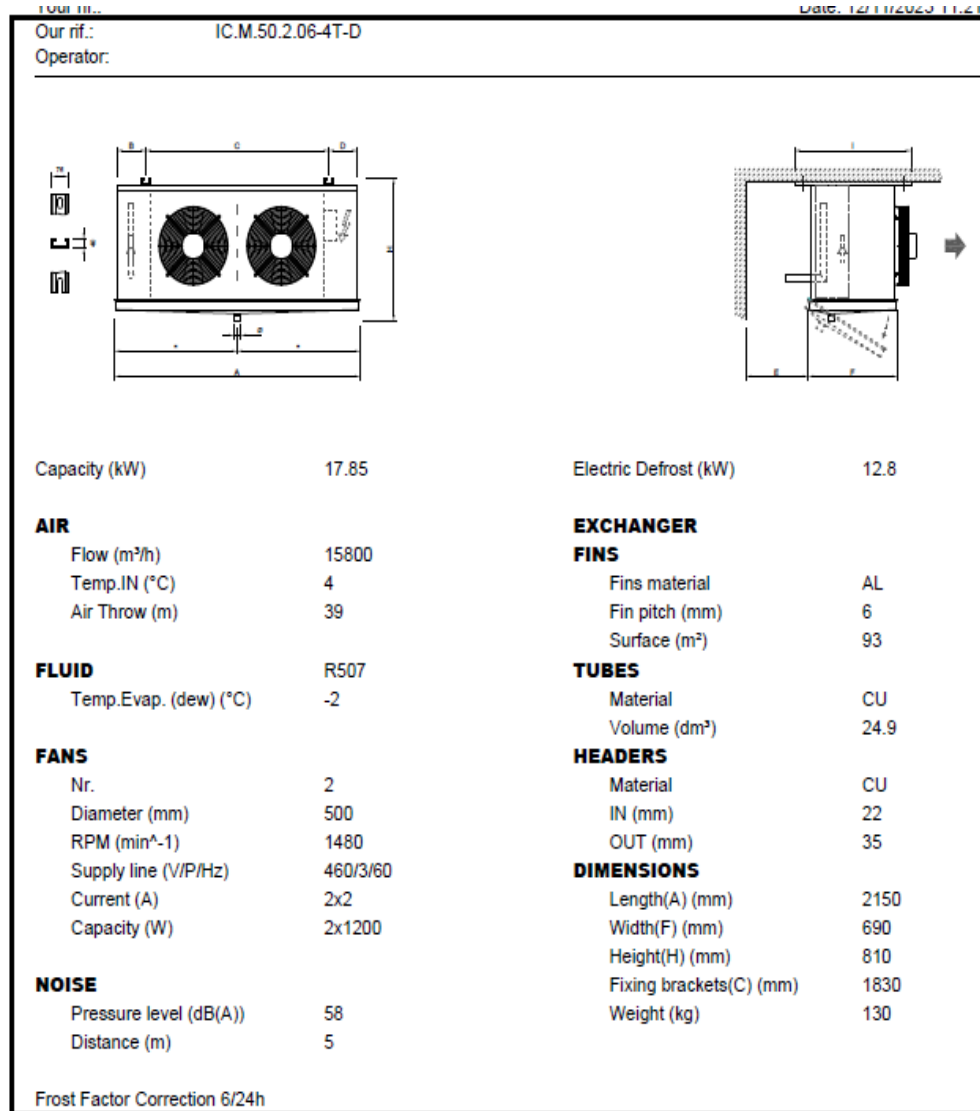 Our rif.: IC.M.50.2.06-4T-D
Operator:
B C D I
H
A
E F
Capacity (kW) 17.85 Electric Defrost (kW) 12.8
AIR EXCHANGER
Flow (m³/h) 15800 FINS
Temp.IN (°C) 4 Fins material AL
Air Throw (m) 39 Fin pitch (mm) 6
Surface (m²) 93
FLUID R507 TUBES
Temp.Evap. (dew) (°C) -2 Material CU
Volume (dm³) 24.9
FANS HEADERS
Nr. 2 Material CU
Diameter (mm) 500 IN (mm) 22
RPM (min^-1) 1480 OUT (mm) 35
Supply line (V/P/Hz) 460/3/60 DIMENSIONS
Current (A) 2x2 Length(A) (mm) 2150
Capacity (W) 2x1200 Width(F) (mm) 690
Height(H) (mm) 810
NOISE Fixing brackets(C) (mm) 1830
Pressure level (dB(A)) 58 Weight (kg) 130
Distance (m) 5
Frost Factor Correction 6/24h